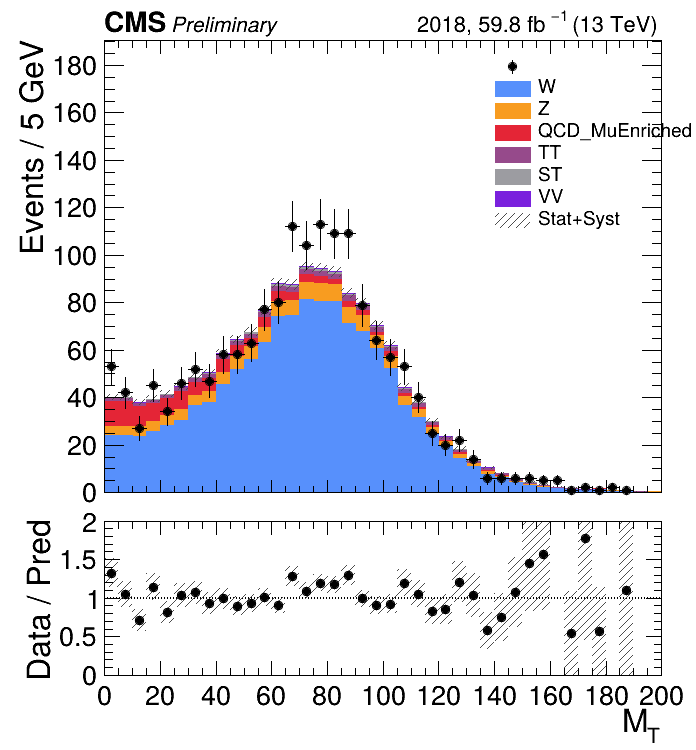 CMS Preliminary 2018, 59.8 fb⁻¹ (13 TeV)
Events / 5 GeV
180
160
140
120
100
80
60
40
20
0
W
Z
QCD_MuEnriched
TT
ST
VV
Stat+Syst
Data / Pred
2
1.5
1
0.5
0
0 20 40 60 80 100 120 140 160 180 200
M_T